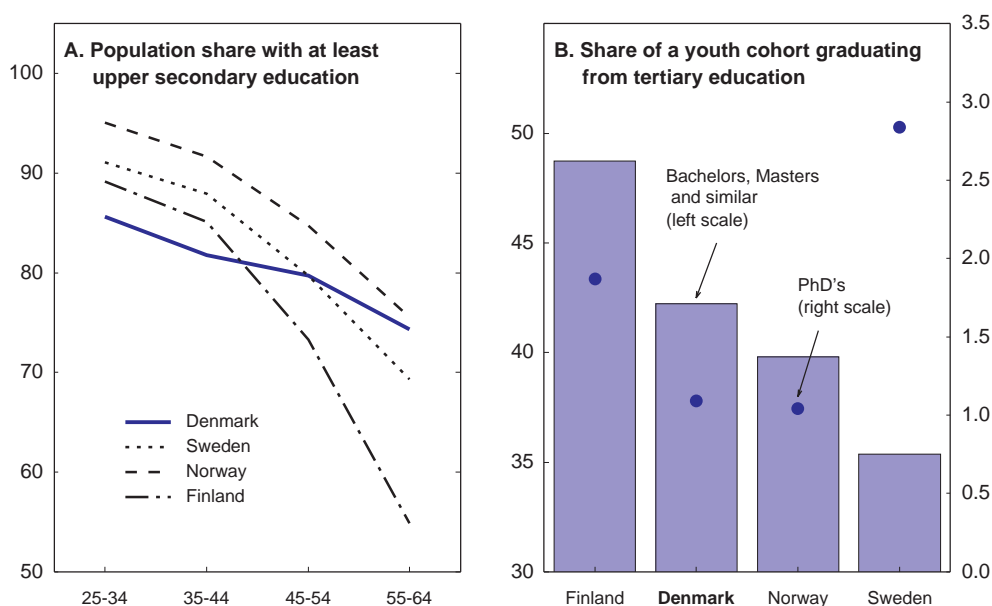 A. Population share with at least
upper secondary education
100
90
80
70
60
50
Denmark
Sweden
Norway
Finland
25-34
35-44
45-54
55-64
B. Share of a youth cohort graduating
from tertiary education
50
45
40
35
30
3.5
3.0
2.5
2.0
1.5
1.0
0.5
0.0
Bachelors, Masters
and similar
(left scale)
PhD's
(right scale)
Finland
Denmark
Norway
Sweden